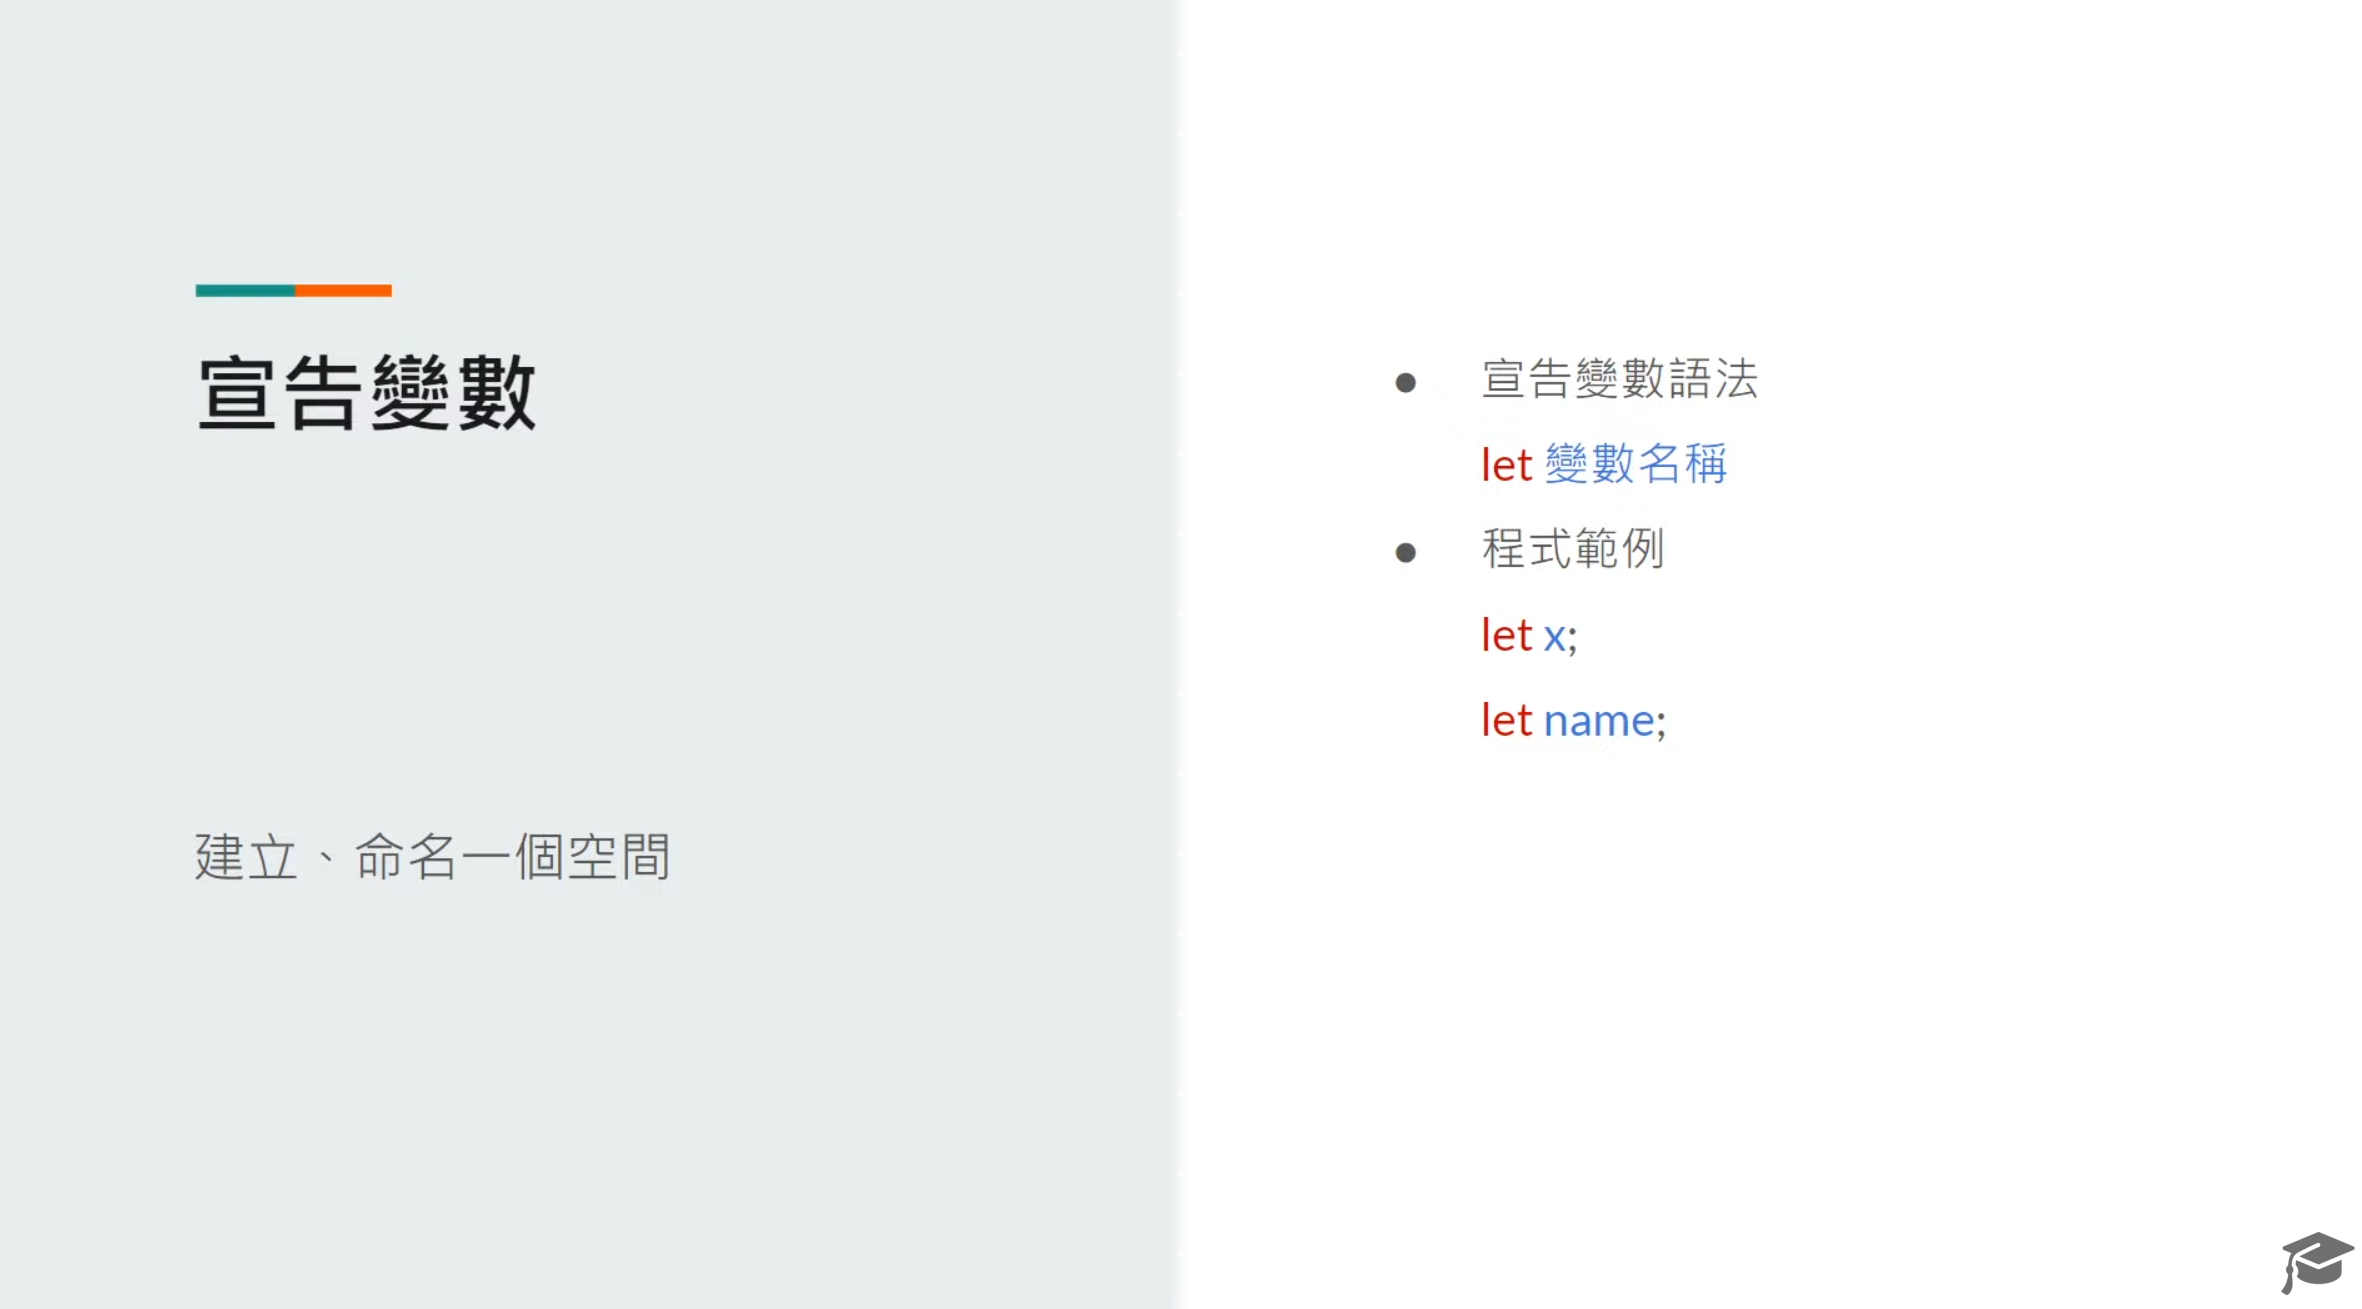 宣告變數
建立、命名一個空間
宣告變數語法
let 變數名稱
程式範例
let x;
let name;